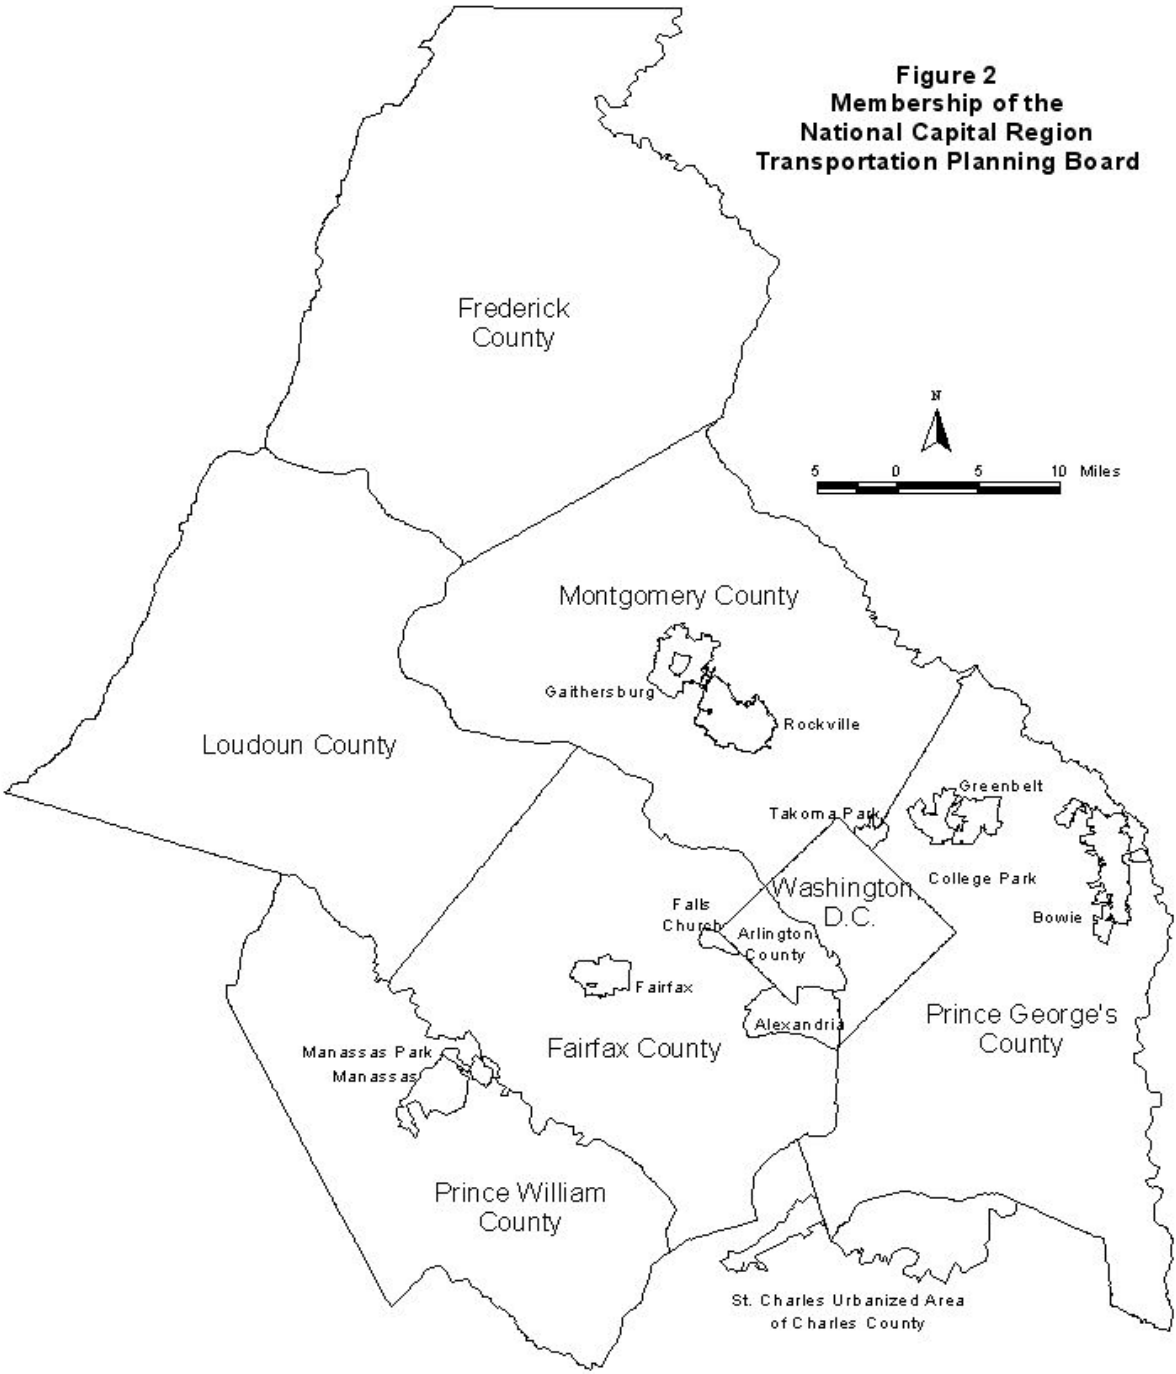 Figure 2
Membership of the
National Capital Region
Transportation Planning Board
Frederick
County
N
5 0 5 10 Miles
Montgomery County
Gaithersburg
Rockville
Loudoun County
Greenbelt
Takoma Park
College Park
Washington
D.C.
Falls
Church
Arlington
County
Bowie
Fairfax
Alexandria
Prince George's
County
Fairfax County
Manassas Park
Manassas
Prince William
County
St. Charles Urbanized Area
of Charles County